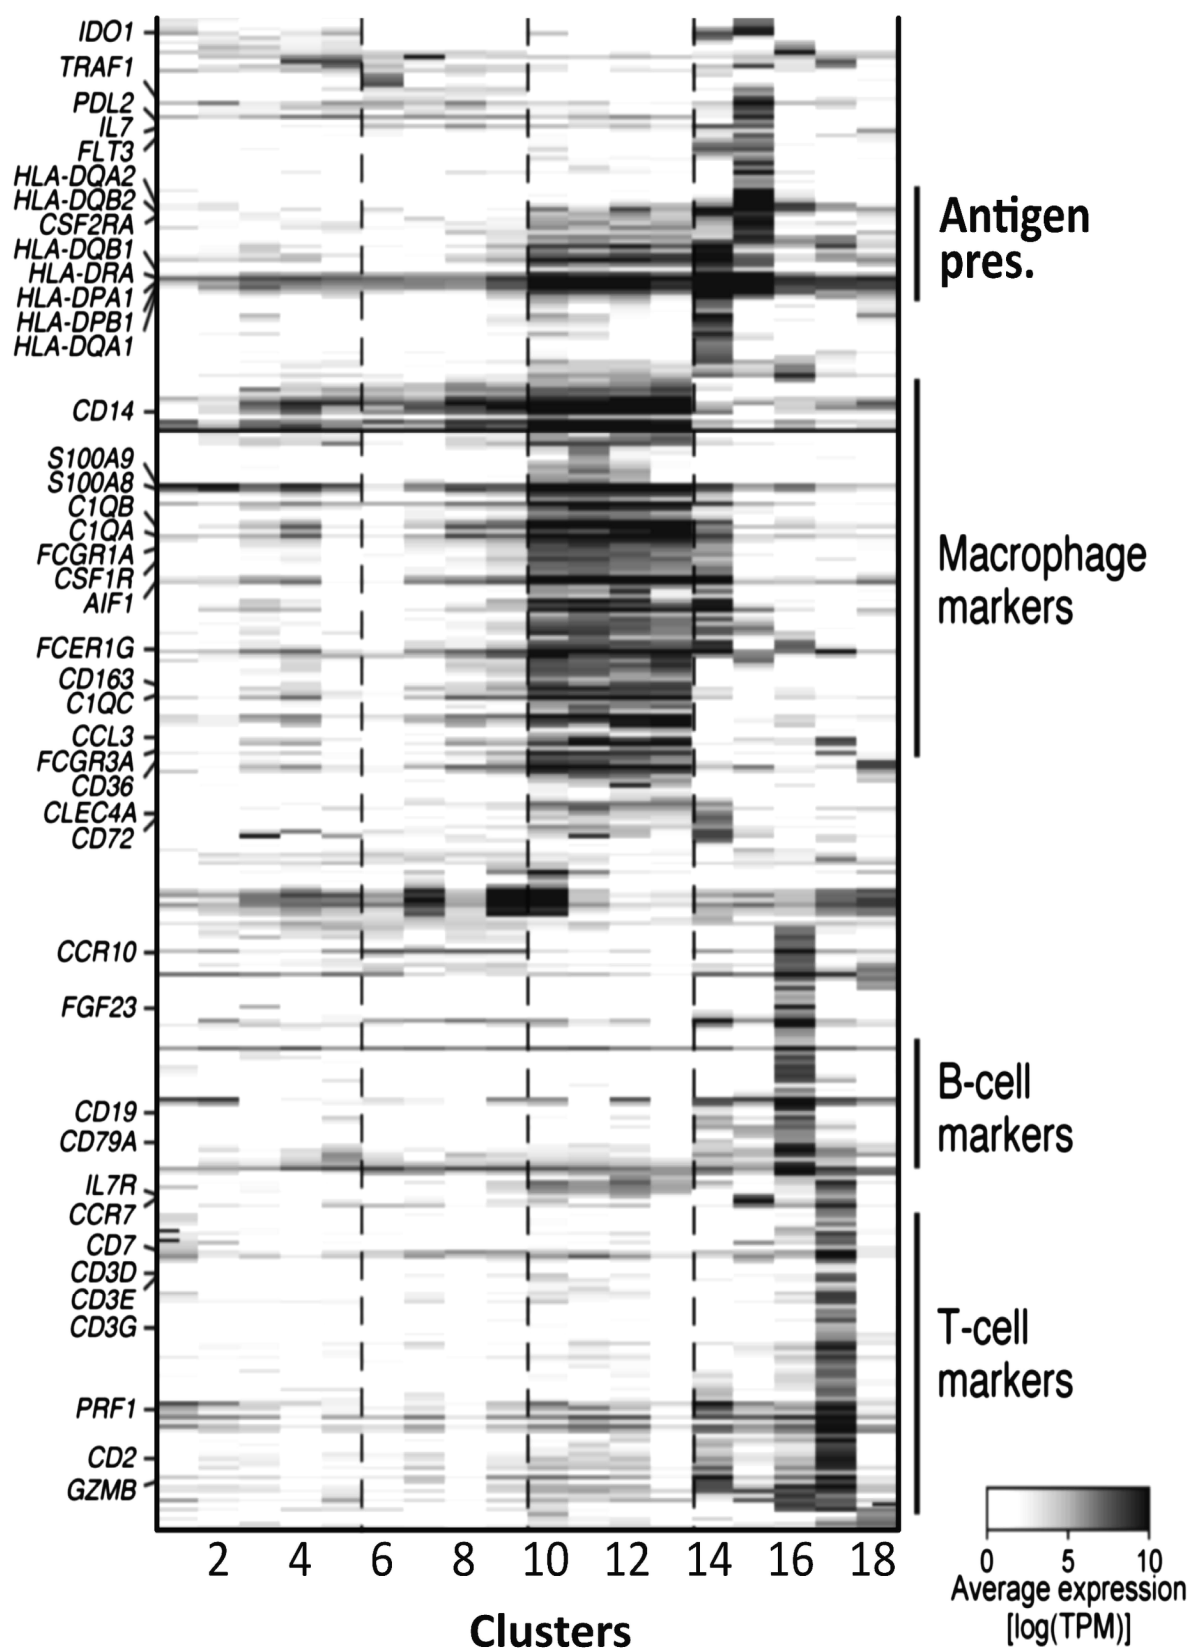 IDO1
TRAF1
PDL2
IL7
FLT3
HLA-DQA2
HLA-DQB2
CSF2RA
HLA-DQB1
HLA-DRA
HLA-DPA1
HLA-DPB1
HLA-DQA1
CD14
S100A9
S100A8
C1QB
C1QA
FCGR1A
CSF1R
AIF1
FCER1G
CD163
C1QC
CCL3
FCGR3A
CD36
CLEC4A
CD72
CCR10
FGF23
CD19
CD79A
IL7R
CCR7
CD7
CD3D
CD3E
CD3G
PRF1
CD2
GZMB
Antigen
pres.
Macrophage
markers
B-cell
markers
T-cell
markers
2 4 6 8 10 12 14 16 18
Clusters
0 5 10
Average expression
[log(TPM)]